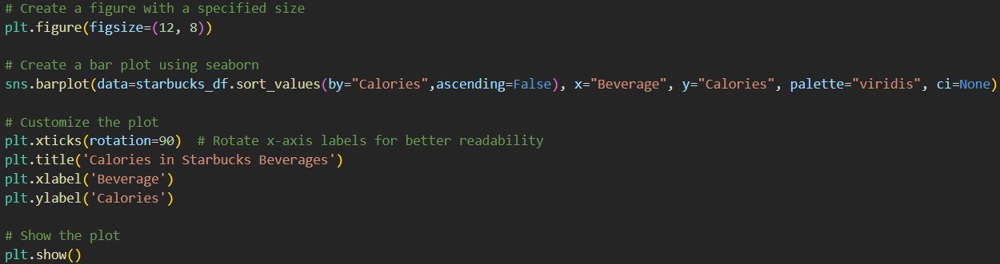 # Create a figure with a specified size
plt.figure(figsize=(12, 8))
# Create a bar plot using seaborn
sns.barplot(data=starbucks_df.sort_values(by="Calories",ascending=False), x="Beverage", y="Calories", palette="viridis", ci=None)
# Customize the plot
plt.xticks(rotation=90)  # Rotate x-axis labels for better readability
plt.title('Calories in Starbucks Beverages')
plt.xlabel('Beverage')
plt.ylabel('Calories')
# Show the plot
plt.show()